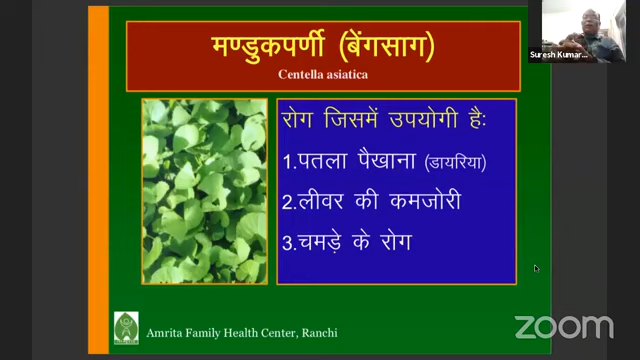 मण्डुकपर्णी (बेंगसाग)
Centella asiatica
रोग जिसमें उपयोगी है:
1.पतला पैखाना (डायरिया)
2.लीवर की कमजोरी
3.चमड़े के रोग
Amrita Family Health Center, Ranchi
Suresh Kumar...
zoom